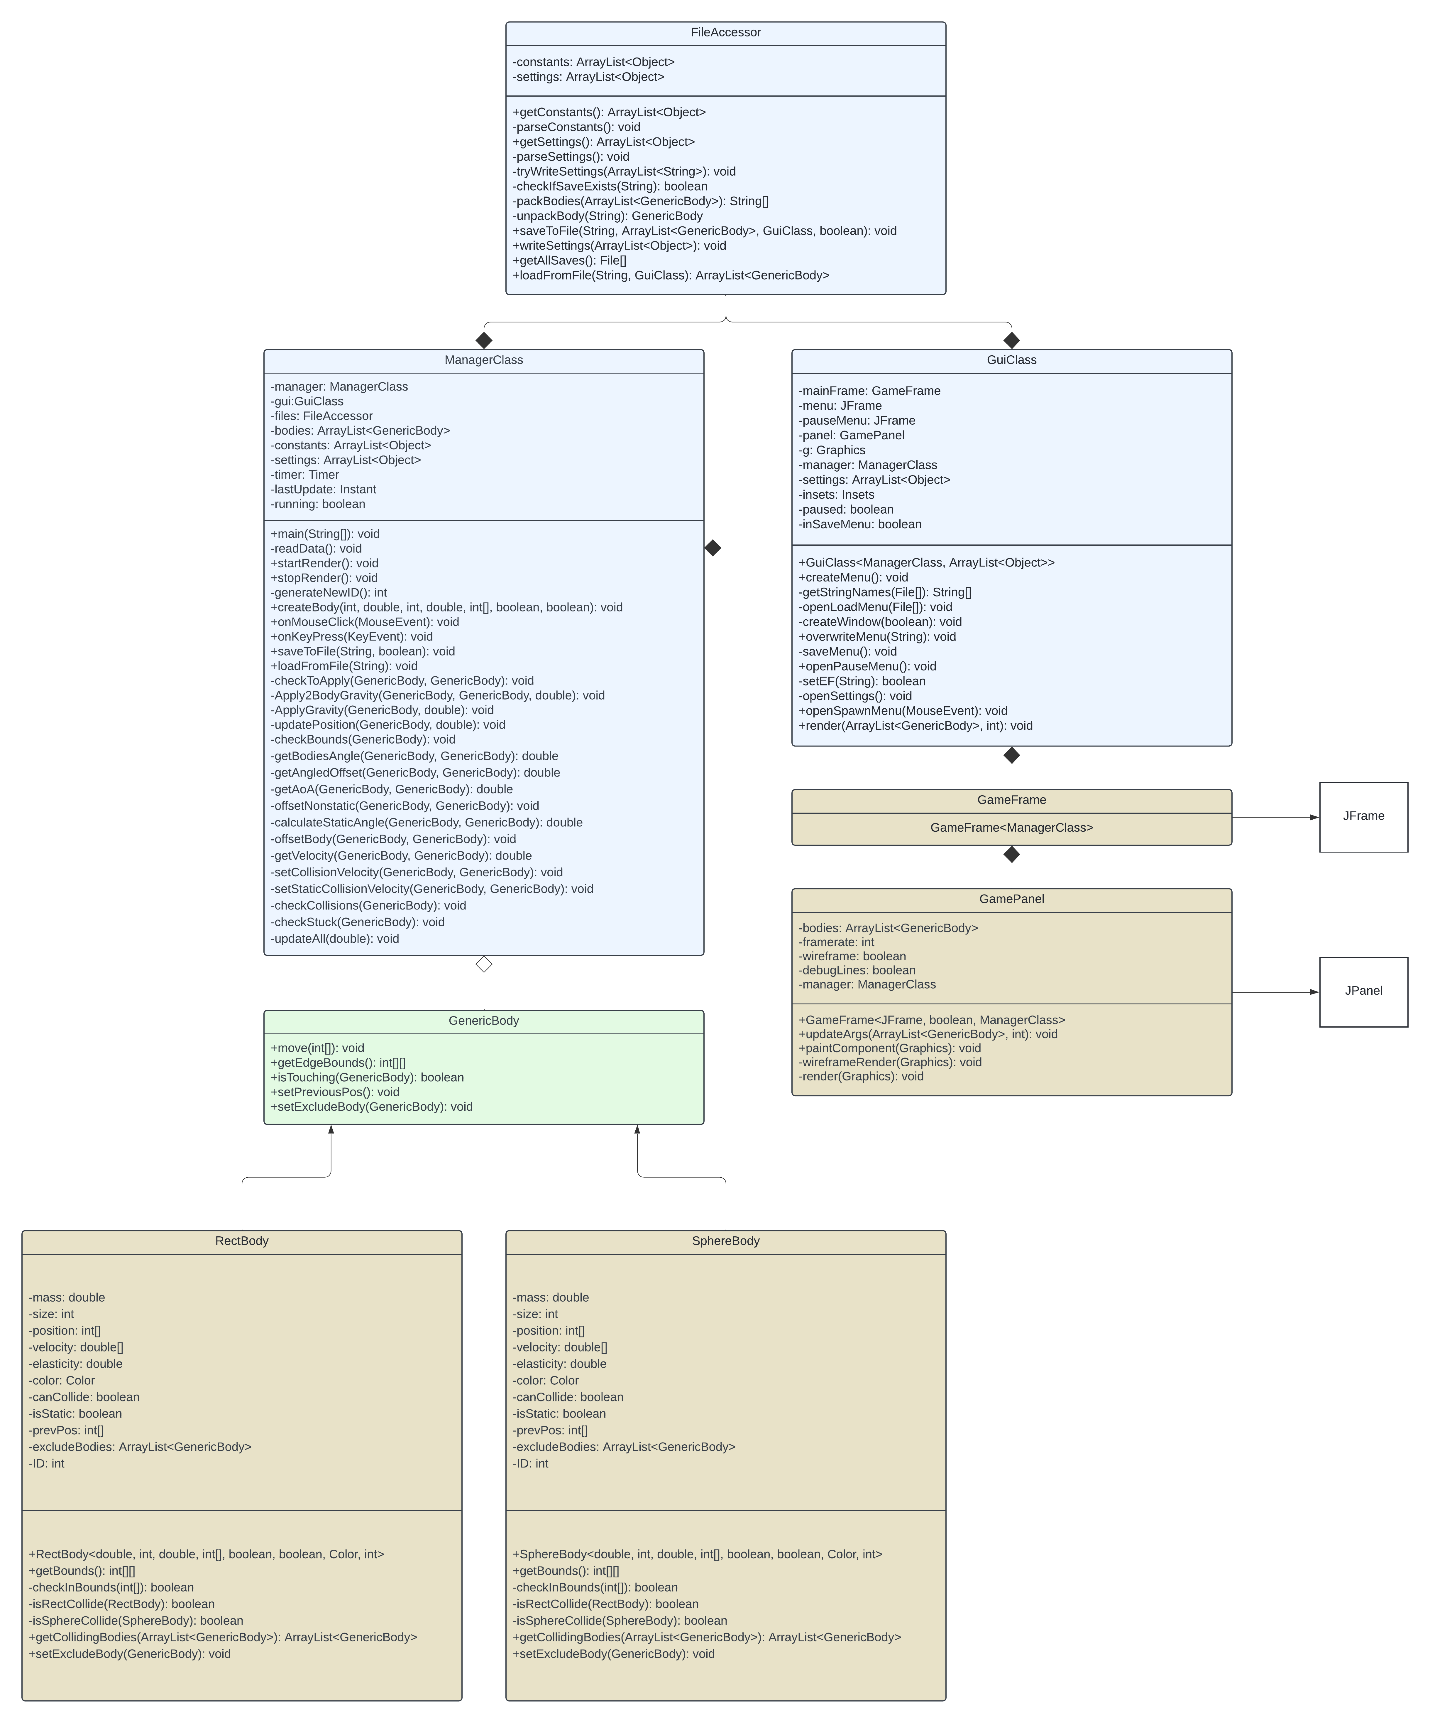 FileAccessor
-constants: ArrayList<Object>
-settings: ArrayList<Object>
+getConstants(): ArrayList<Object>
-parseConstants(): void
+getSettings(): ArrayList<Object>
-parseSettings(): void
-tryWriteSettings(ArrayList<String>): void
-checkIfSaveExists(String): boolean
-packBodies(ArrayList<GenericBody>): String[]
-unpackBody(String): GenericBody
+saveToFile(String, ArrayList<GenericBody>, GuiClass, boolean): void
+writeSettings(ArrayList<Object>): void
+getAllSaves(): File[]
+loadFromFile(String, GuiClass): ArrayList<GenericBody>
ManagerClass
-manager: ManagerClass
-gui:GuiClass
-files: FileAccessor
-bodies: ArrayList<GenericBody>
-constants: ArrayList<Object>
-settings: ArrayList<Object>
-timer: Timer
-lastUpdate: Instant
-running: boolean
+main(String[]): void
-readData(): void
+startRender(): void
+stopRender(): void
-generateNewID(): int
+createBody(int, double, int, double, int[], boolean, boolean): void
+onMouseClick(MouseEvent): void
+onKeyPress(KeyEvent): void
+saveToFile(String, boolean): void
+loadFromFile(String): void
-checkToApply(GenericBody, GenericBody): void
-Apply2BodyGravity(GenericBody, GenericBody, double): void
-ApplyGravity(GenericBody, double): void
-updatePosition(GenericBody, double): void
-checkBounds(GenericBody): void
-getBodiesAngle(GenericBody, GenericBody): double
-getAngledOffset(GenericBody, GenericBody): double
-getAoA(GenericBody, GenericBody): double
-offsetNonstatic(GenericBody, GenericBody): void
-calculateStaticAngle(GenericBody, GenericBody): double
-offsetBody(GenericBody, GenericBody): void
-getVelocity(GenericBody, GenericBody): double
-setCollisionVelocity(GenericBody, GenericBody): void
-setStaticCollisionVelocity(GenericBody, GenericBody): void
-checkCollisions(GenericBody): void
-checkStuck(GenericBody): void
-updateAll(double): void
GuiClass
-mainFrame: GameFrame
-menu: JFrame
-pauseMenu: JFrame
-panel: GamePanel
-g: Graphics
-manager: ManagerClass
-settings: ArrayList<Object>
-insets: Insets
-paused: boolean
-inSaveMenu: boolean
+GuiClass<ManagerClass, ArrayList<Object>>
+createMenu(): void
-getStringNames(File[]): String[]
-openLoadMenu(File[]): void
-createWindow(boolean): void
+overwriteMenu(String): void
-saveMenu(): void
+openPauseMenu(): void
-setEF(String): boolean
-openSettings(): void
+openSpawnMenu(MouseEvent): void
+render(ArrayList<GenericBody>, int): void
GameFrame
GameFrame<ManagerClass>
JFrame
GamePanel
-bodies: ArrayList<GenericBody>
-framerate: int
-wireframe: boolean
-debugLines: boolean
-manager: ManagerClass
+GameFrame<JFrame, boolean, ManagerClass>
+updateArgs(ArrayList<GenericBody>, int): void
+paintComponent(Graphics): void
-wireframeRender(Graphics): void
-render(Graphics): void
JPanel
GenericBody
+move(int[]): void
+getEdgeBounds(): int[][]
+isTouching(GenericBody): boolean
+setPreviousPos(): void
+setExcludeBody(GenericBody): void
RectBody
-mass: double
-size: int
-position: int[]
-velocity: double[]
-elasticity: double
-color: Color
-canCollide: boolean
-isStatic: boolean
-prevPos: int[]
-excludeBodies: ArrayList<GenericBody>
-ID: int
+RectBody<double, int, double, int[], boolean, boolean, Color, int>
+getBounds(): int[][]
-checkInBounds(int[]): boolean
-isRectCollide(RectBody): boolean
-isSphereCollide(SphereBody): boolean
+getCollidingBodies(ArrayList<GenericBody>): ArrayList<GenericBody>
+setExcludeBody(GenericBody): void
SphereBody
-mass: double
-size: int
-position: int[]
-velocity: double[]
-elasticity: double
-color: Color
-canCollide: boolean
-isStatic: boolean
-prevPos: int[]
-excludeBodies: ArrayList<GenericBody>
-ID: int
+SphereBody<double, int, double, int[], boolean, boolean, Color, int>
+getBounds(): int[][]
-checkInBounds(int[]): boolean
-isRectCollide(RectBody): boolean
-isSphereCollide(SphereBody): boolean
+getCollidingBodies(ArrayList<GenericBody>): ArrayList<GenericBody>
+setExcludeBody(GenericBody): void